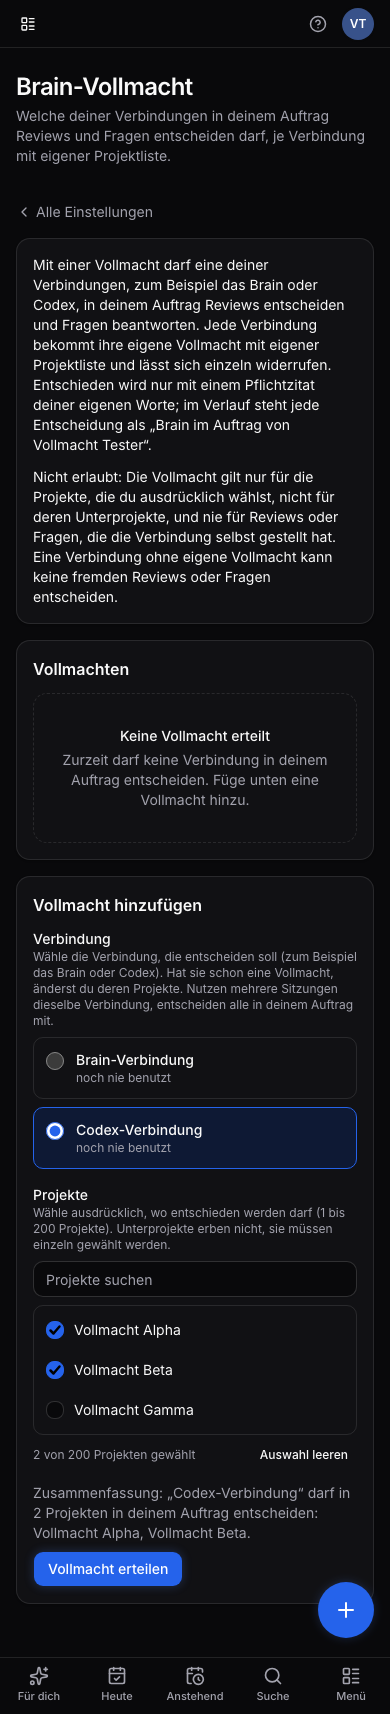 VT
Brain-Vollmacht
Welche deiner Verbindungen in deinem Auftrag
Reviews und Fragen entscheiden darf, je Verbindung
mit eigener Projektliste.
Alle Einstellungen
Mit einer Vollmacht darf eine deiner
Verbindungen, zum Beispiel das Brain oder
Codex, in deinem Auftrag Reviews entscheiden
und Fragen beantworten. Jede Verbindung
bekommt ihre eigene Vollmacht mit eigener
Projektliste und lässt sich einzeln widerrufen.
Entschieden wird nur mit einem Pflichtzitat
deiner eigenen Worte; im Verlauf steht jede
Entscheidung als „Brain im Auftrag von
Vollmacht Tester“.
Nicht erlaubt: Die Vollmacht gilt nur für die
Projekte, die du ausdrücklich wählst, nicht für
deren Unterprojekte, und nie für Reviews oder
Fragen, die die Verbindung selbst gestellt hat.
Eine Verbindung ohne eigene Vollmacht kann
keine fremden Reviews oder Fragen
entscheiden.
Vollmachten
Keine Vollmacht erteilt
Zurzeit darf keine Verbindung in deinem
Auftrag entscheiden. Füge unten eine
Vollmacht hinzu.
Vollmacht hinzufügen
Verbindung
Wähle die Verbindung, die entscheiden soll (zum Beispiel
das Brain oder Codex). Hat sie schon eine Vollmacht,
änderst du deren Projekte. Nutzen mehrere Sitzungen
dieselbe Verbindung, entscheiden alle in deinem Auftrag
mit.
Brain-Verbindung
noch nie benutzt
Codex-Verbindung
noch nie benutzt
Projekte
Wähle ausdrücklich, wo entschieden werden darf (1 bis
200 Projekte). Unterprojekte erben nicht, sie müssen
einzeln gewählt werden.
Projekte suchen
Vollmacht Alpha
Vollmacht Beta
Vollmacht Gamma
2 von 200 Projekten gewählt Auswahl leeren
Zusammenfassung: „Codex-Verbindung“ darf in
2 Projekten in deinem Auftrag entscheiden:
Vollmacht Alpha, Vollmacht Beta.
Vollmacht erteilen
Für dich Heute Anstehend Suche Menü